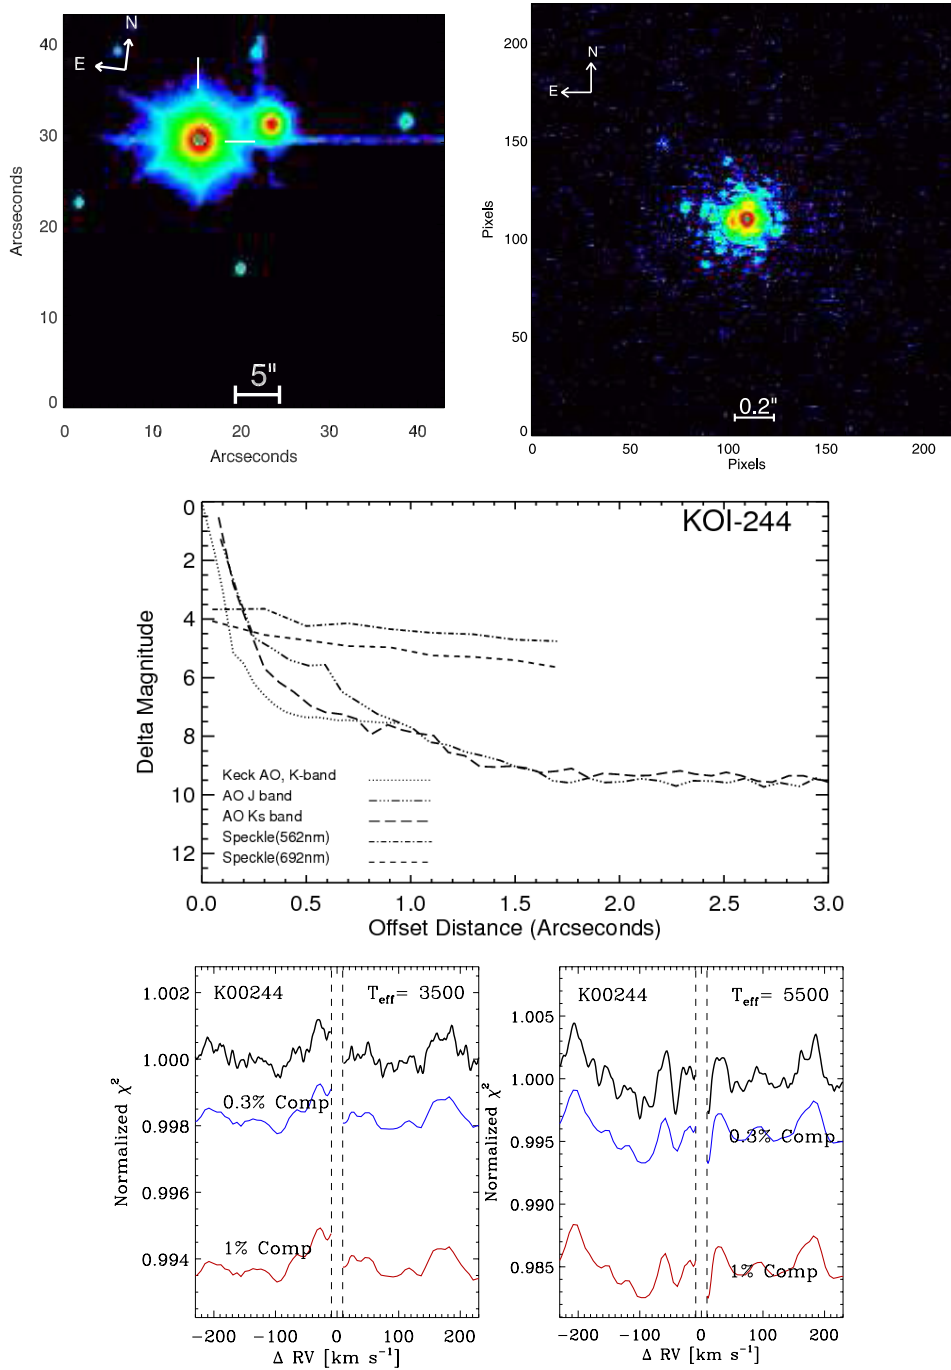 40
30
20
10
0
Arcseconds
N
E
5"
0 10 20 30 40
Arcseconds
200
150
100
50
0
Pixels
N
E
0.2"
0 50 100 150 200
Pixels
KOI-244
0
2
4
6
8
10
12
Delta Magnitude
Keck AO, K-band
AO J band
AO Ks band
Speckle(562nm)
Speckle(692nm)
0.0 0.5 1.0 1.5 2.0 2.5 3.0
Offset Distance (Arcseconds)
1.002
1.000
0.998
0.996
0.994
Normalized χ²
K00244 Teff= 3500
0.3% Comp
1% Comp
−200 −100 0 100 200
Δ RV [km s⁻¹]
1.005
1.000
0.995
0.990
0.985
Normalized χ²
K00244 Teff= 5500
0.3% Comp
1% Comp
−200 −100 0 100 200
Δ RV [km s⁻¹]